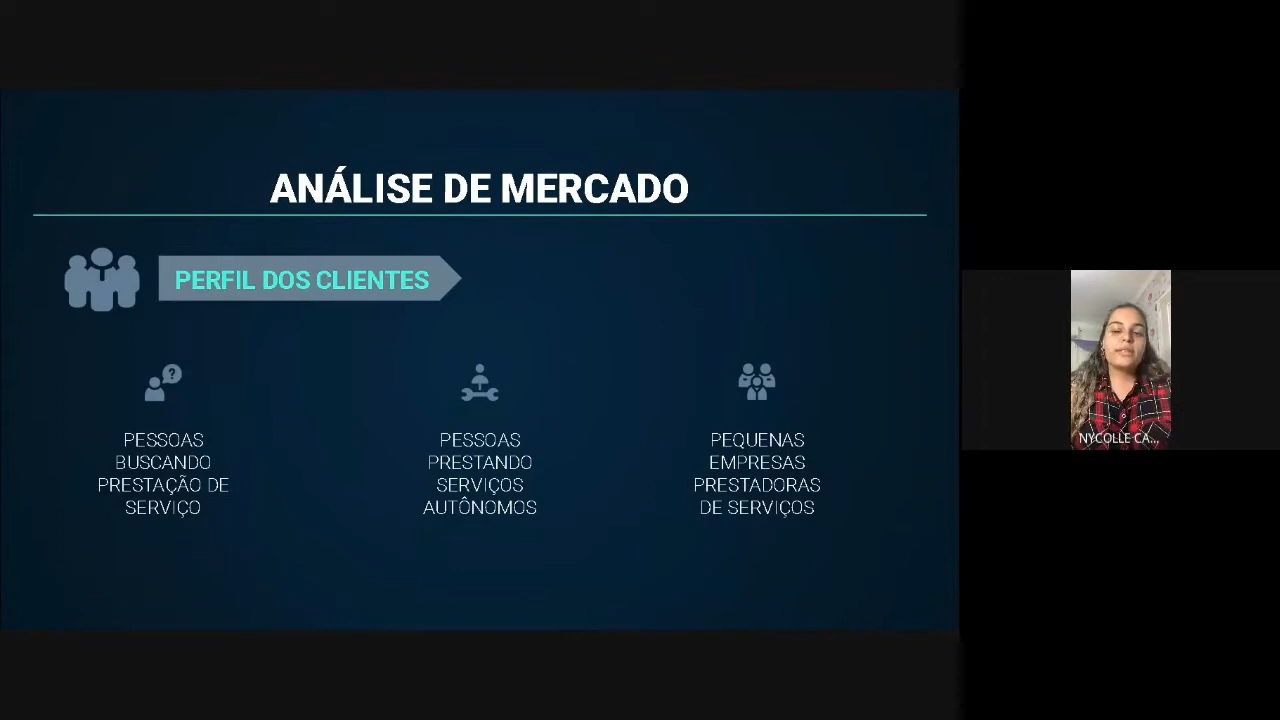 ANÁLISE DE MERCADO
PERFIL DOS CLIENTES
PESSOAS
BUSCANDO
PRESTAÇÃO DE
SERVIÇO
PESSOAS
PRESTANDO
SERVIÇOS
AUTÔNOMOS
PEQUENAS
EMPRESAS
PRESTADORAS
DE SERVIÇOS
NYCOLLE CA...